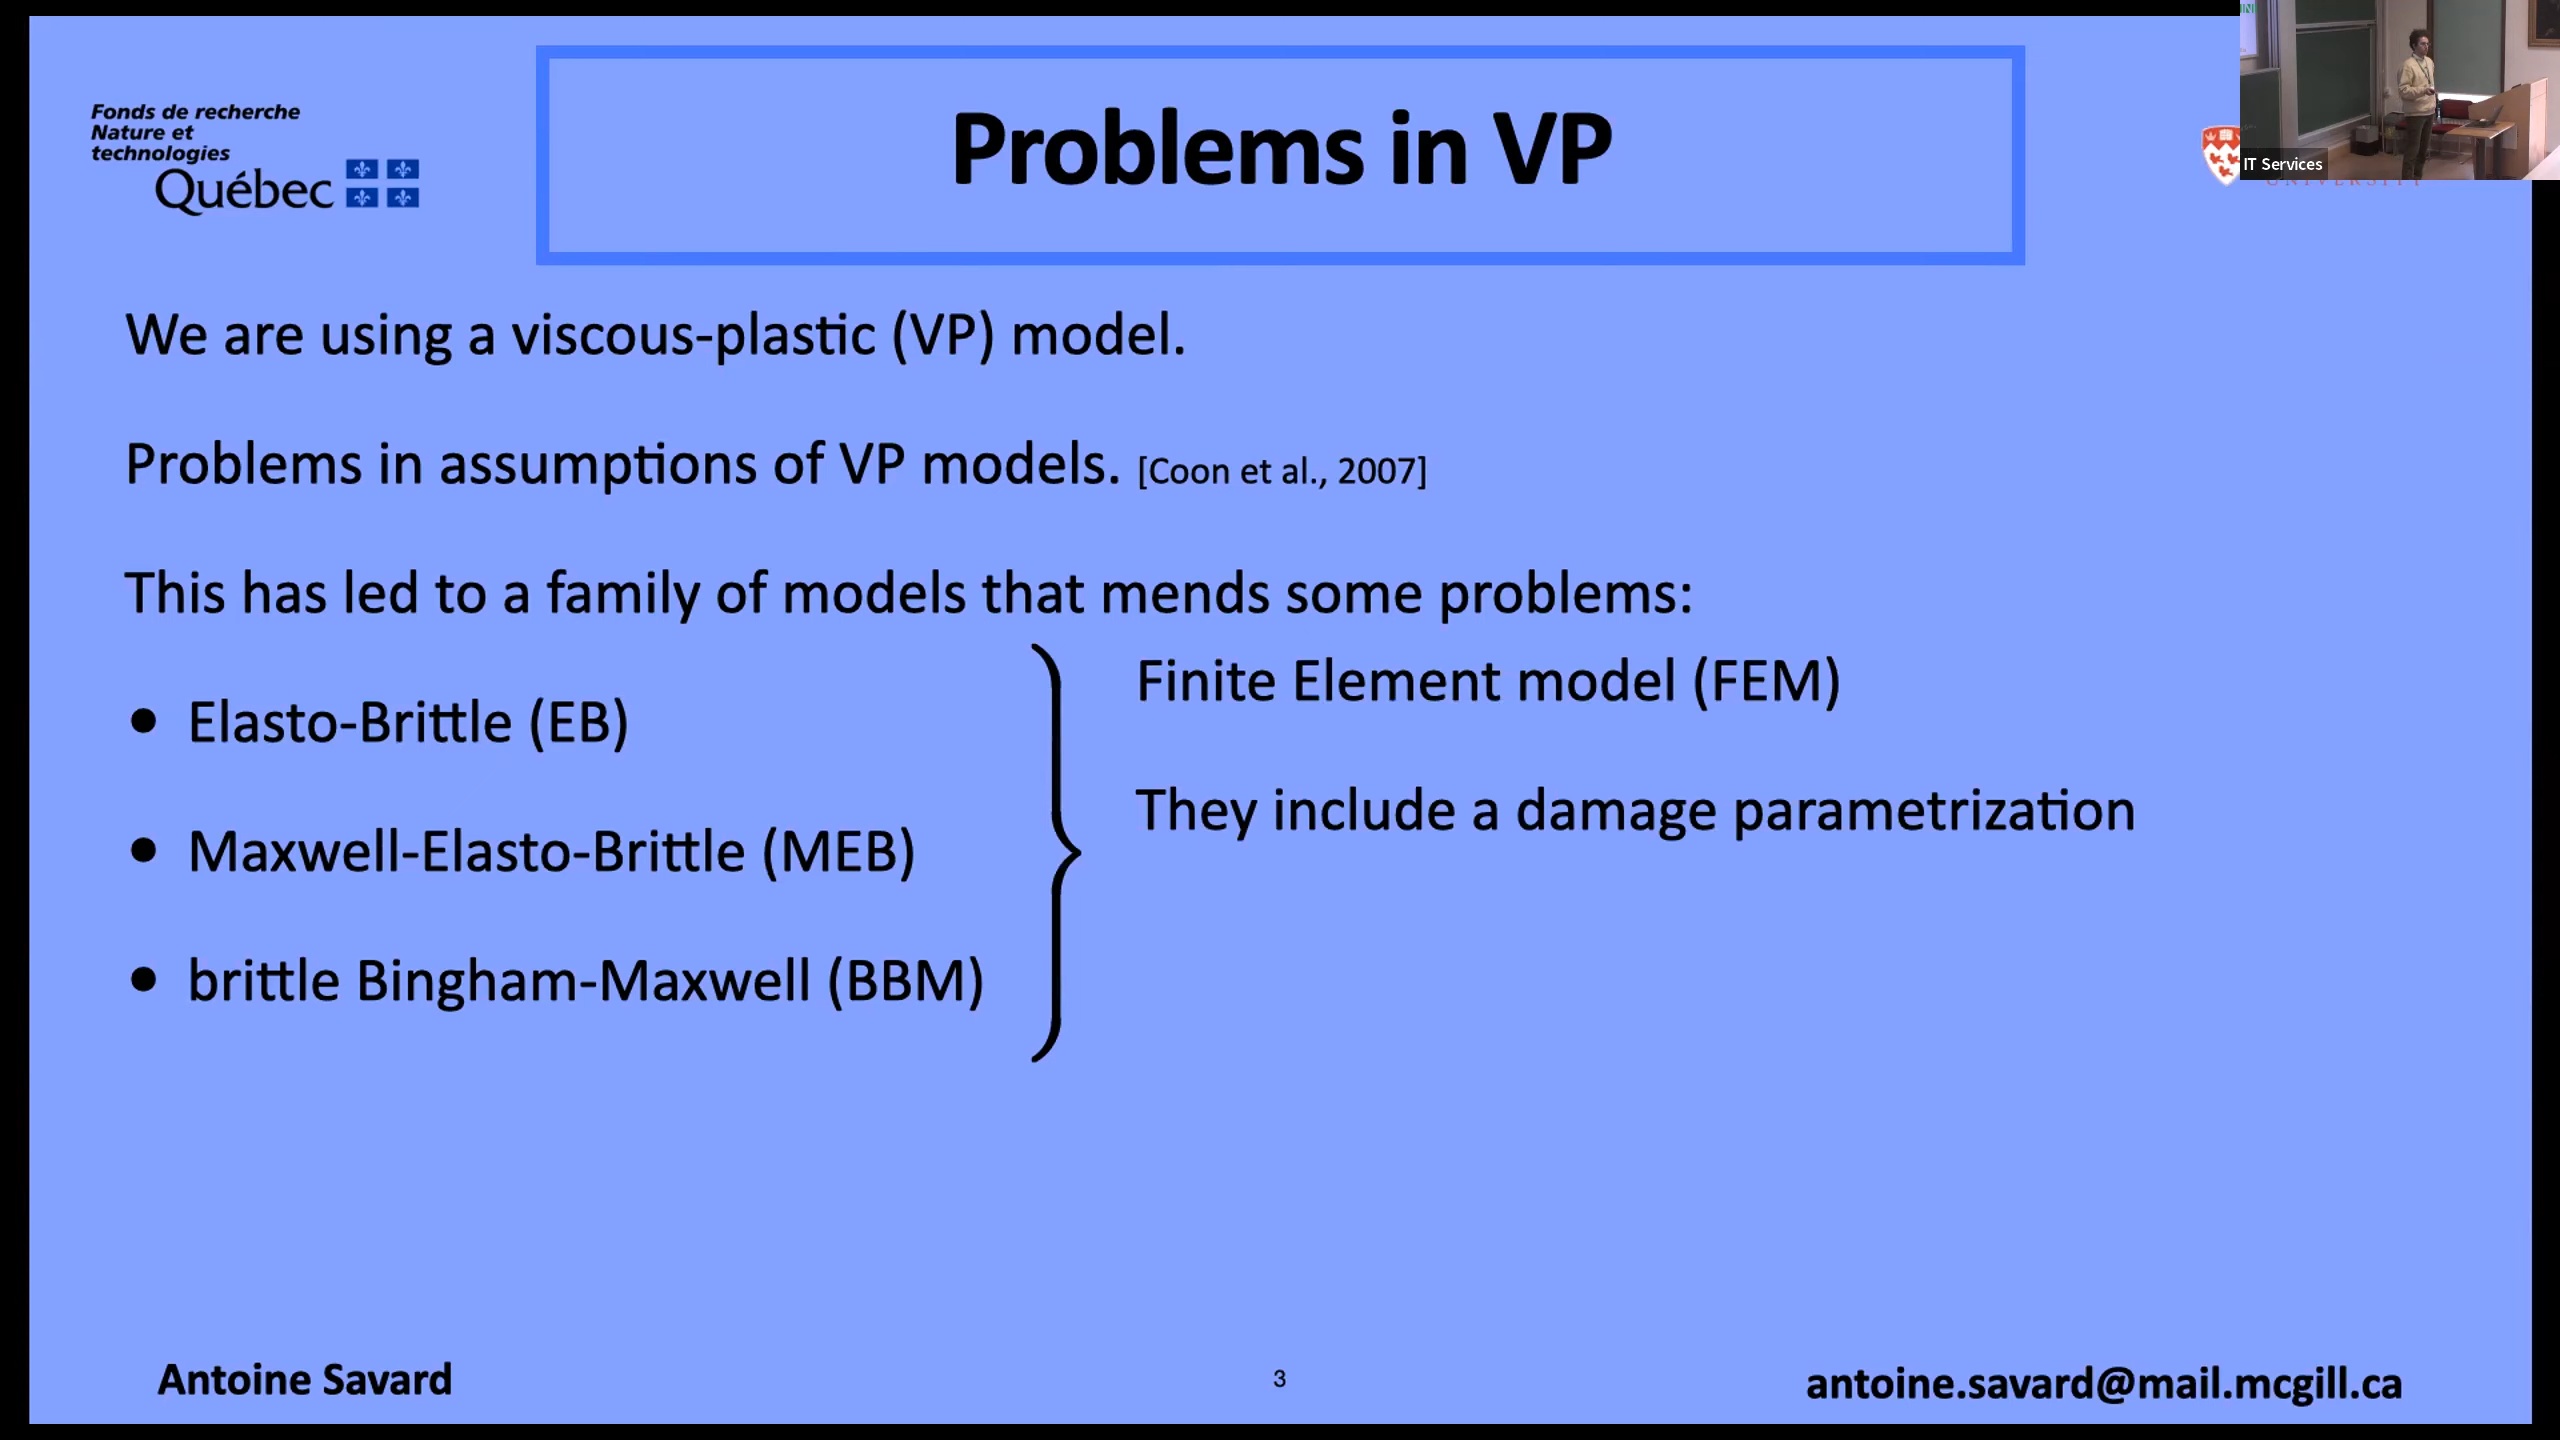 Fonds de recherche
Nature et
technologies
Québec
Problems in VP
IT Services
UNIVERSITY
We are using a viscous-plastic (VP) model.
Problems in assumptions of VP models. [Coon et al., 2007]
This has led to a family of models that mends some problems:
• Elasto-Brittle (EB)
• Maxwell-Elasto-Brittle (MEB)
• brittle Bingham-Maxwell (BBM)
Finite Element model (FEM)
They include a damage parametrization
Antoine Savard
3
antoine.savard@mail.mcgill.ca